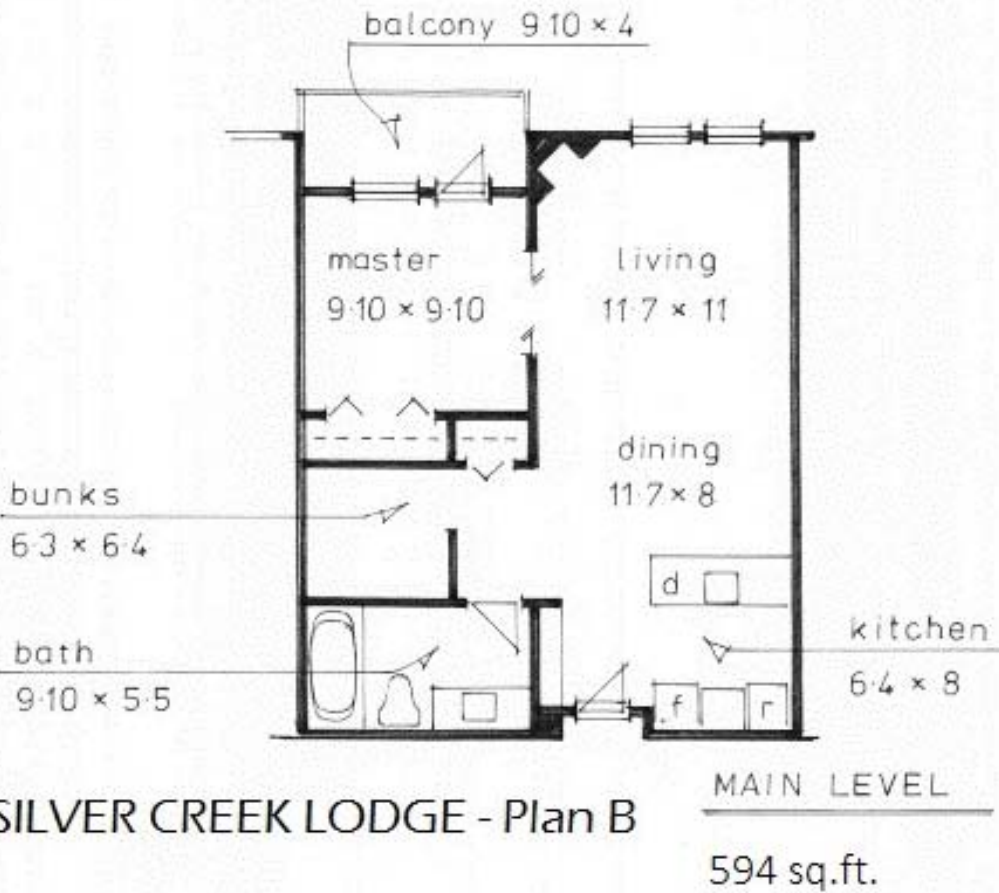 balcony 9·10 × 4
master
9·10 × 9·10
living
11·7 × 11
dining
11·7 × 8
bunks
6·3 × 6·4
d
bath
9·10 × 5·5
kitchen
6·4 × 8
f
r
MAIN LEVEL
SILVER CREEK LODGE - Plan B
594 sq.ft.